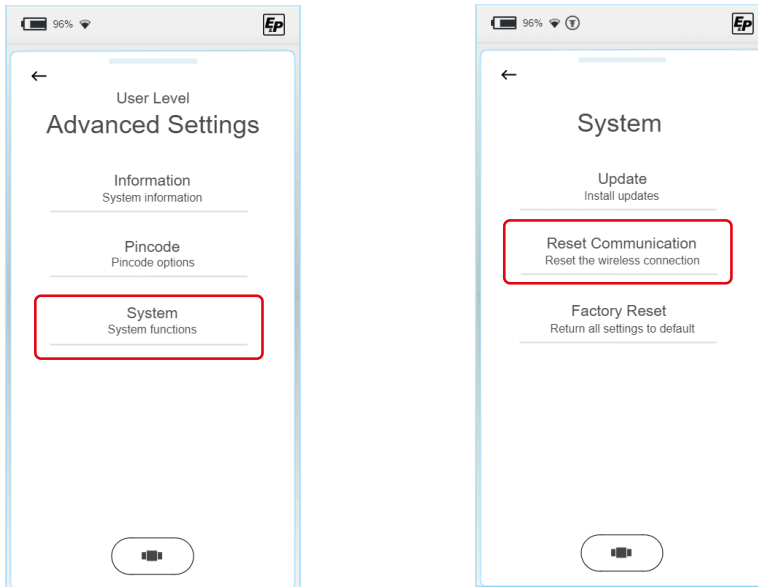 96%
EP
User Level
Advanced Settings
Information
System information
Pincode
Pincode options
System
System functions
96% T
EP
System
Update
Install updates
Reset Communication
Reset the wireless connection
Factory Reset
Return all settings to default